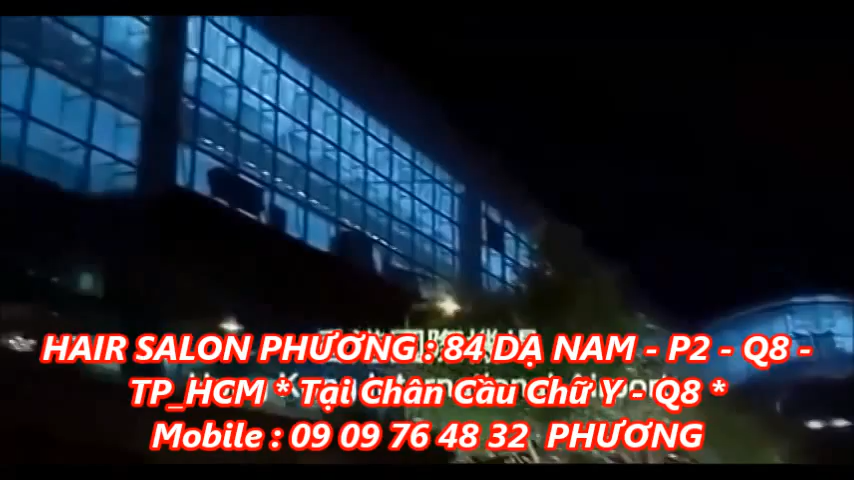 HAIR SALON PHƯƠNG : 84 DẠ NAM - P2 - Q8 -
TP_HCM * Tại Chân Cầu Chữ Y - Q8 *
Mobile : 09 09 76 48 32 PHƯƠNG